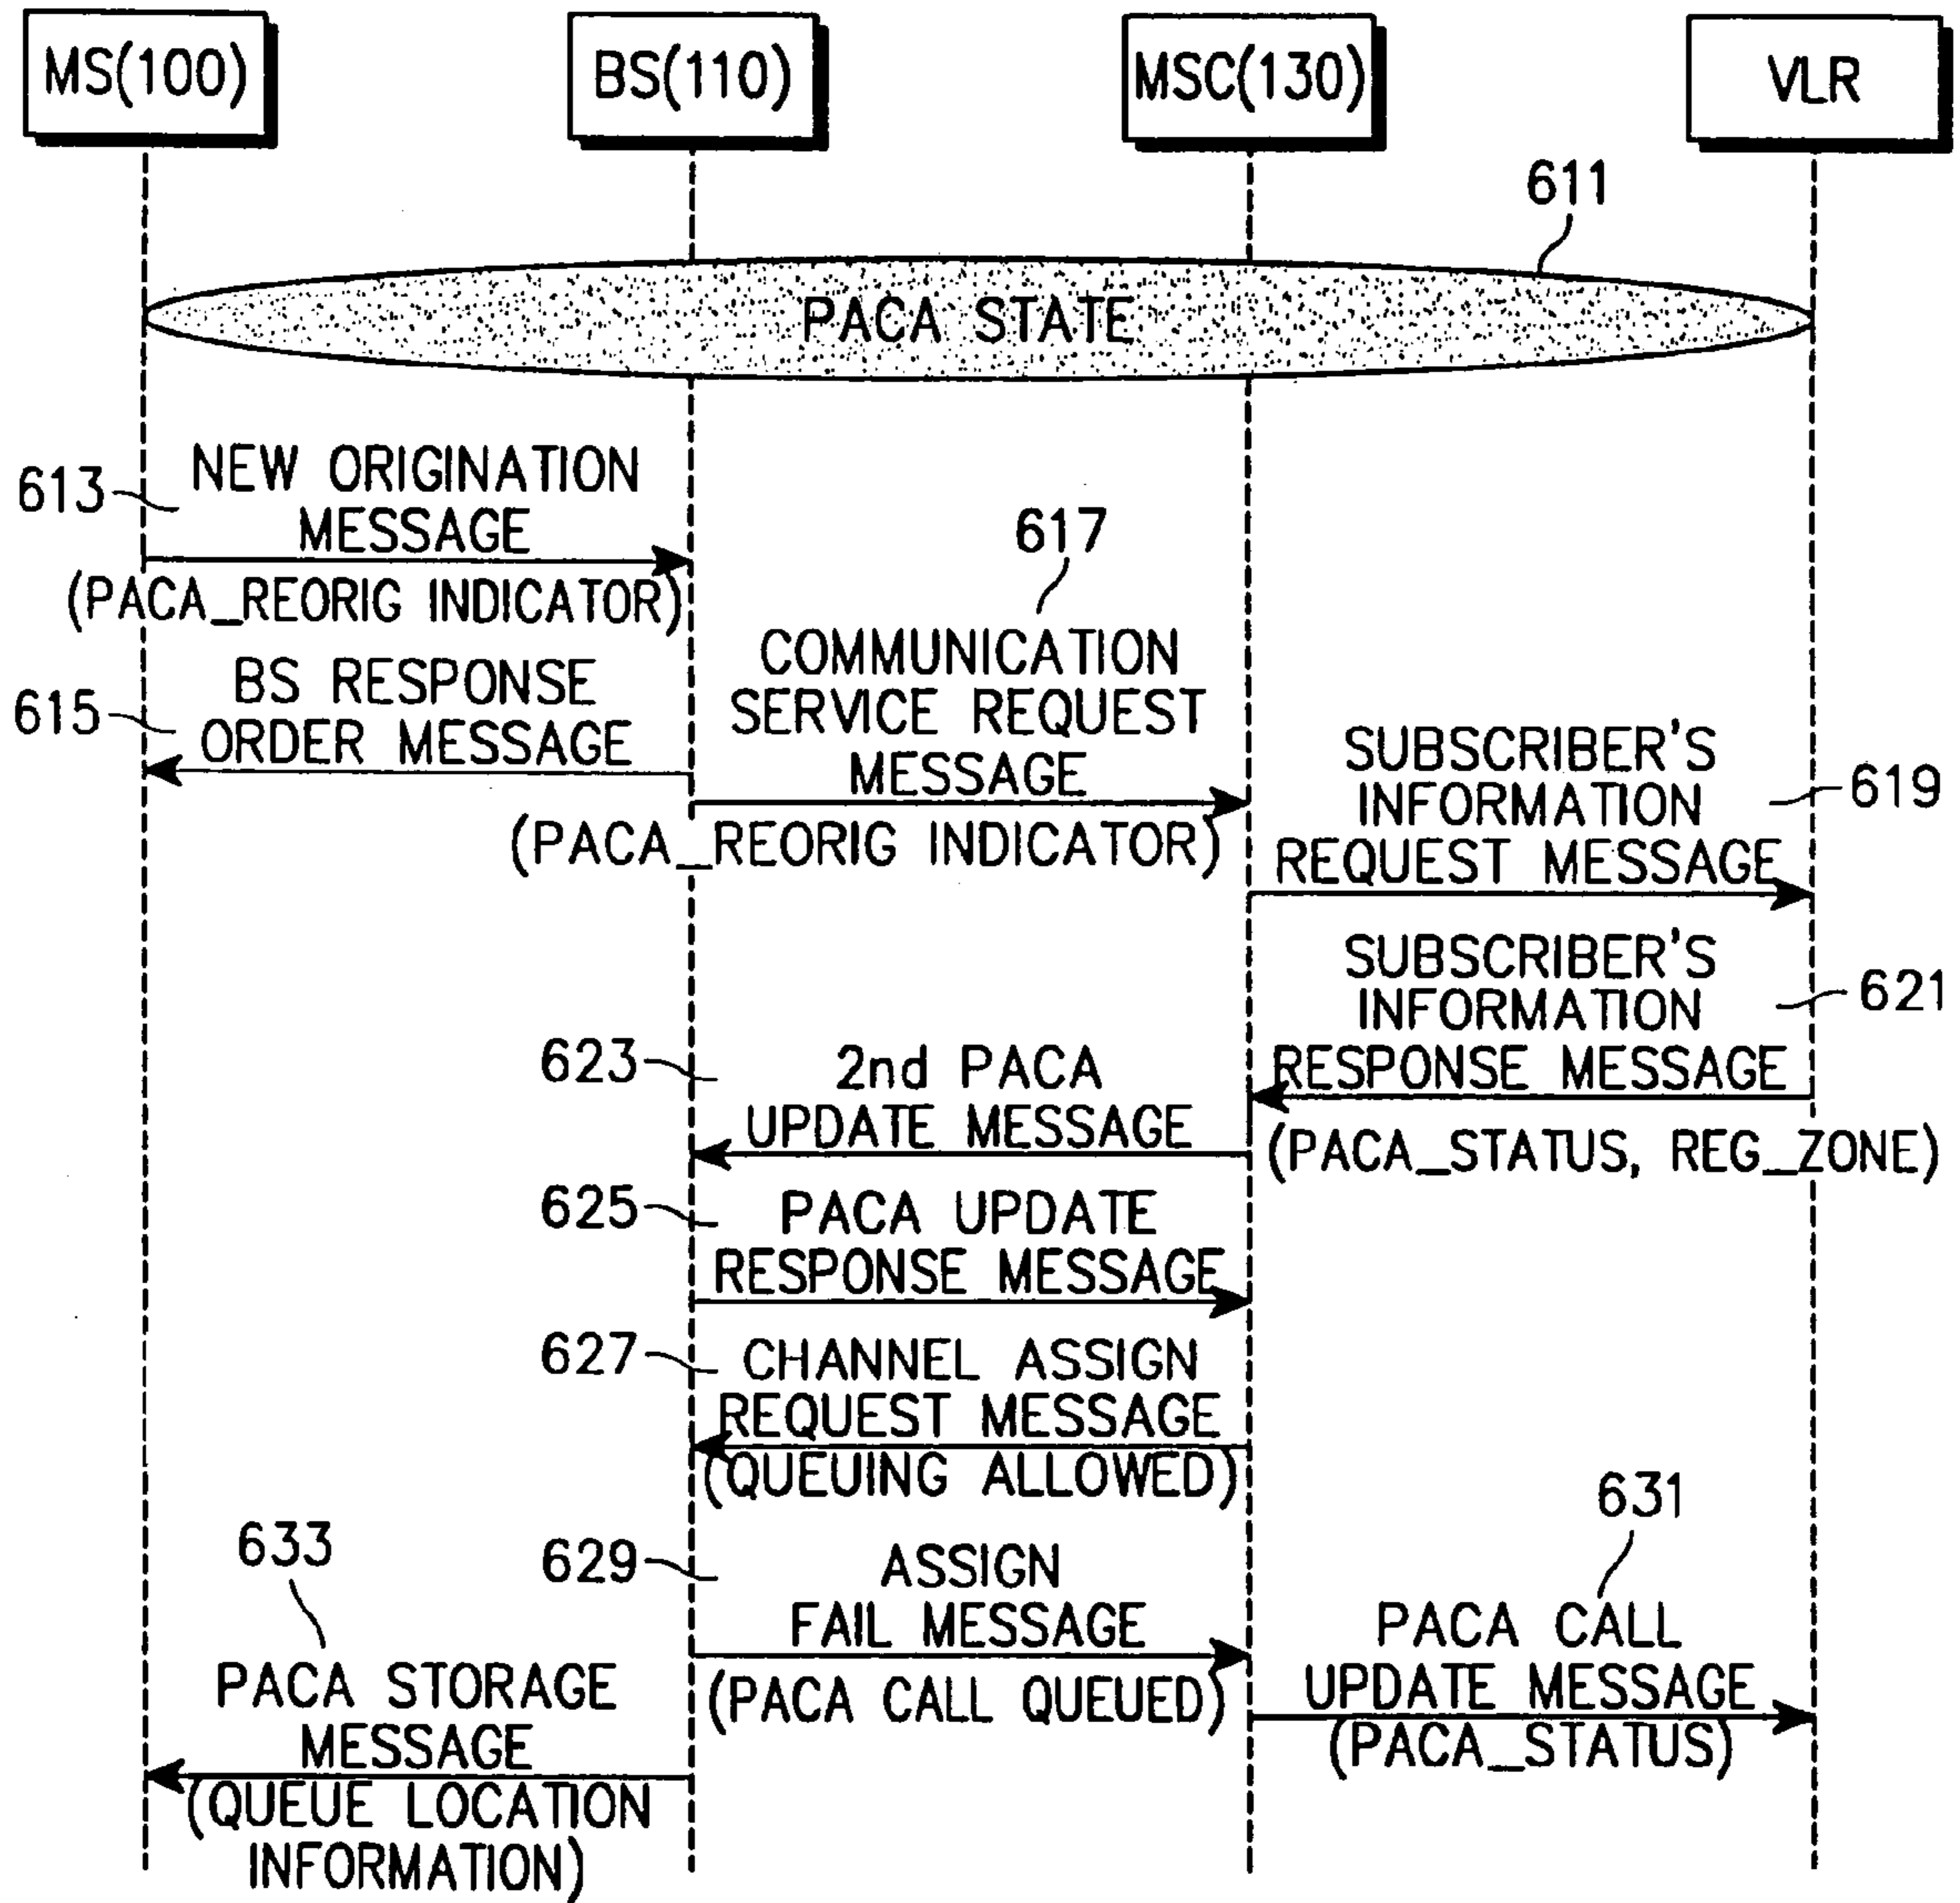 MS(100)
BS(110)
MSC(130)
VLR
611
PACA STATE
613
NEW ORIGINATION
MESSAGE
(PACA_REORIG INDICATOR)
615
BS RESPONSE
ORDER MESSAGE
617
COMMUNICATION
SERVICE REQUEST
MESSAGE
(PACA_REORIG INDICATOR)
SUBSCRIBER'S
INFORMATION
REQUEST MESSAGE
619
SUBSCRIBER'S
INFORMATION
RESPONSE MESSAGE
621
(PACA_STATUS, REG_ZONE)
623
2nd PACA
UPDATE MESSAGE
625
PACA UPDATE
RESPONSE MESSAGE
627
CHANNEL ASSIGN
REQUEST MESSAGE
(QUEUING ALLOWED)
629
ASSIGN
FAIL MESSAGE
(PACA CALL QUEUED)
631
PACA CALL
UPDATE MESSAGE
(PACA_STATUS)
633
PACA STORAGE
MESSAGE
(QUEUE LOCATION
INFORMATION)